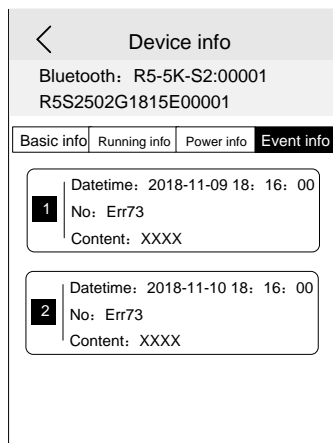 Device info
Bluetooth：R5-5K-S2:00001
R5S2502G1815E00001
Basic info Running info Power info Event info
Datetime：2018-11-09 18：16：00
1
No：Err73
Content：XXXX
Datetime：2018-11-10 18：16：00
2
No：Err73
Content：XXXX